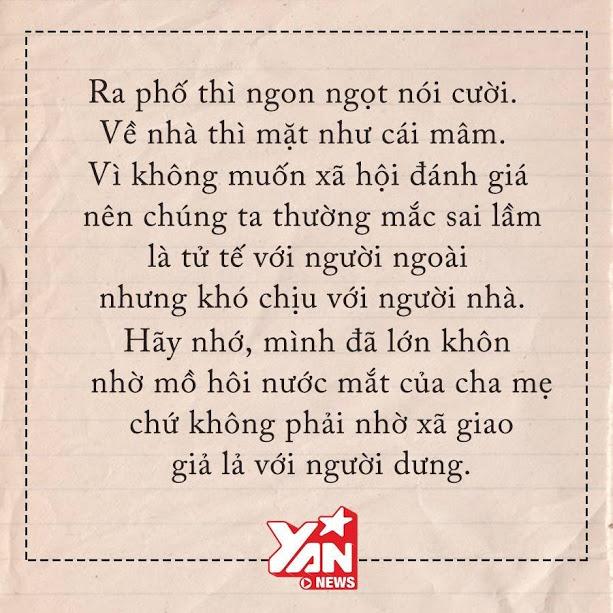 Ra phố thì ngon ngọt nói cười.
Về nhà thì mặt như cái mâm.
Vì không muốn xã hội đánh giá
nên chúng ta thường mắc sai lầm
là tử tế với người ngoài
nhưng khó chịu với người nhà.
Hãy nhớ, mình đã lớn khôn
nhờ mồ hôi nước mắt của cha mẹ
chứ không phải nhờ xã giao
giả lả với người dưng.
YAN
NEWS